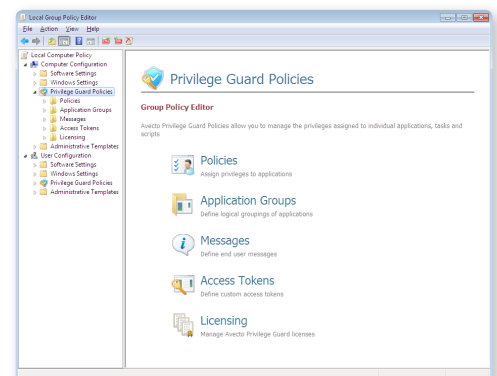 Local Group Policy Editor
File Action View Help
Local Computer Policy
Computer Configuration
Software Settings
Windows Settings
Privilege Guard Policies
Policies
Application Groups
Messages
Access Tokens
Licensing
Administrative Templates
User Configuration
Software Settings
Windows Settings
Privilege Guard Policies
Administrative Templates
Privilege Guard Policies
Group Policy Editor
Avecto Privilege Guard Policies allow you to manage the privileges assigned to individual applications, tasks and
scripts
Policies
Assign privileges to applications
Application Groups
Define logical groupings of applications
Messages
Define end user messages
Access Tokens
Define custom access tokens
Licensing
Manage Avecto Privilege Guard licenses